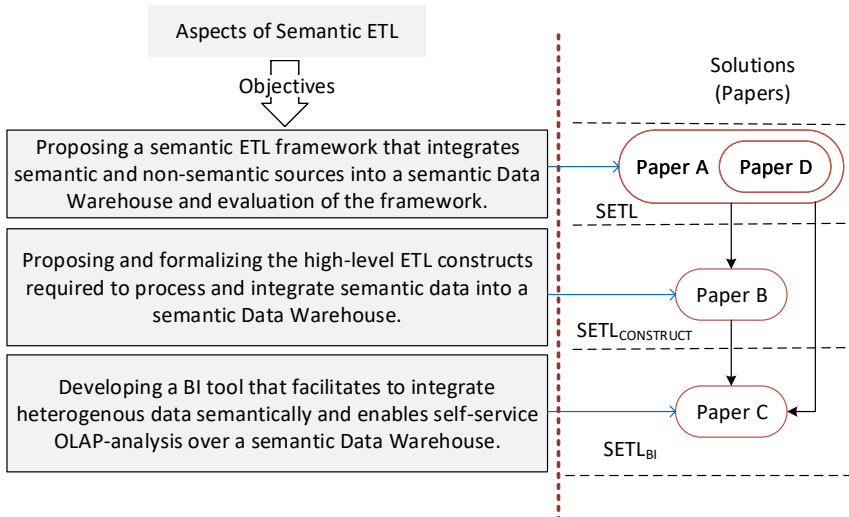 Aspects of Semantic ETL
Objectives
Solutions
(Papers)
Proposing a semantic ETL framework that integrates
semantic and non-semantic sources into a semantic Data
Warehouse and evaluation of the framework.
Paper A
Paper D
SETL
Proposing and formalizing the high-level ETL constructs
required to process and integrate semantic data into a
semantic Data Warehouse.
Paper B
SETLCONSTRUCT
Developing a BI tool that facilitates to integrate
heterogenous data semantically and enables self-service
OLAP-analysis over a semantic Data Warehouse.
Paper C
SETLBI